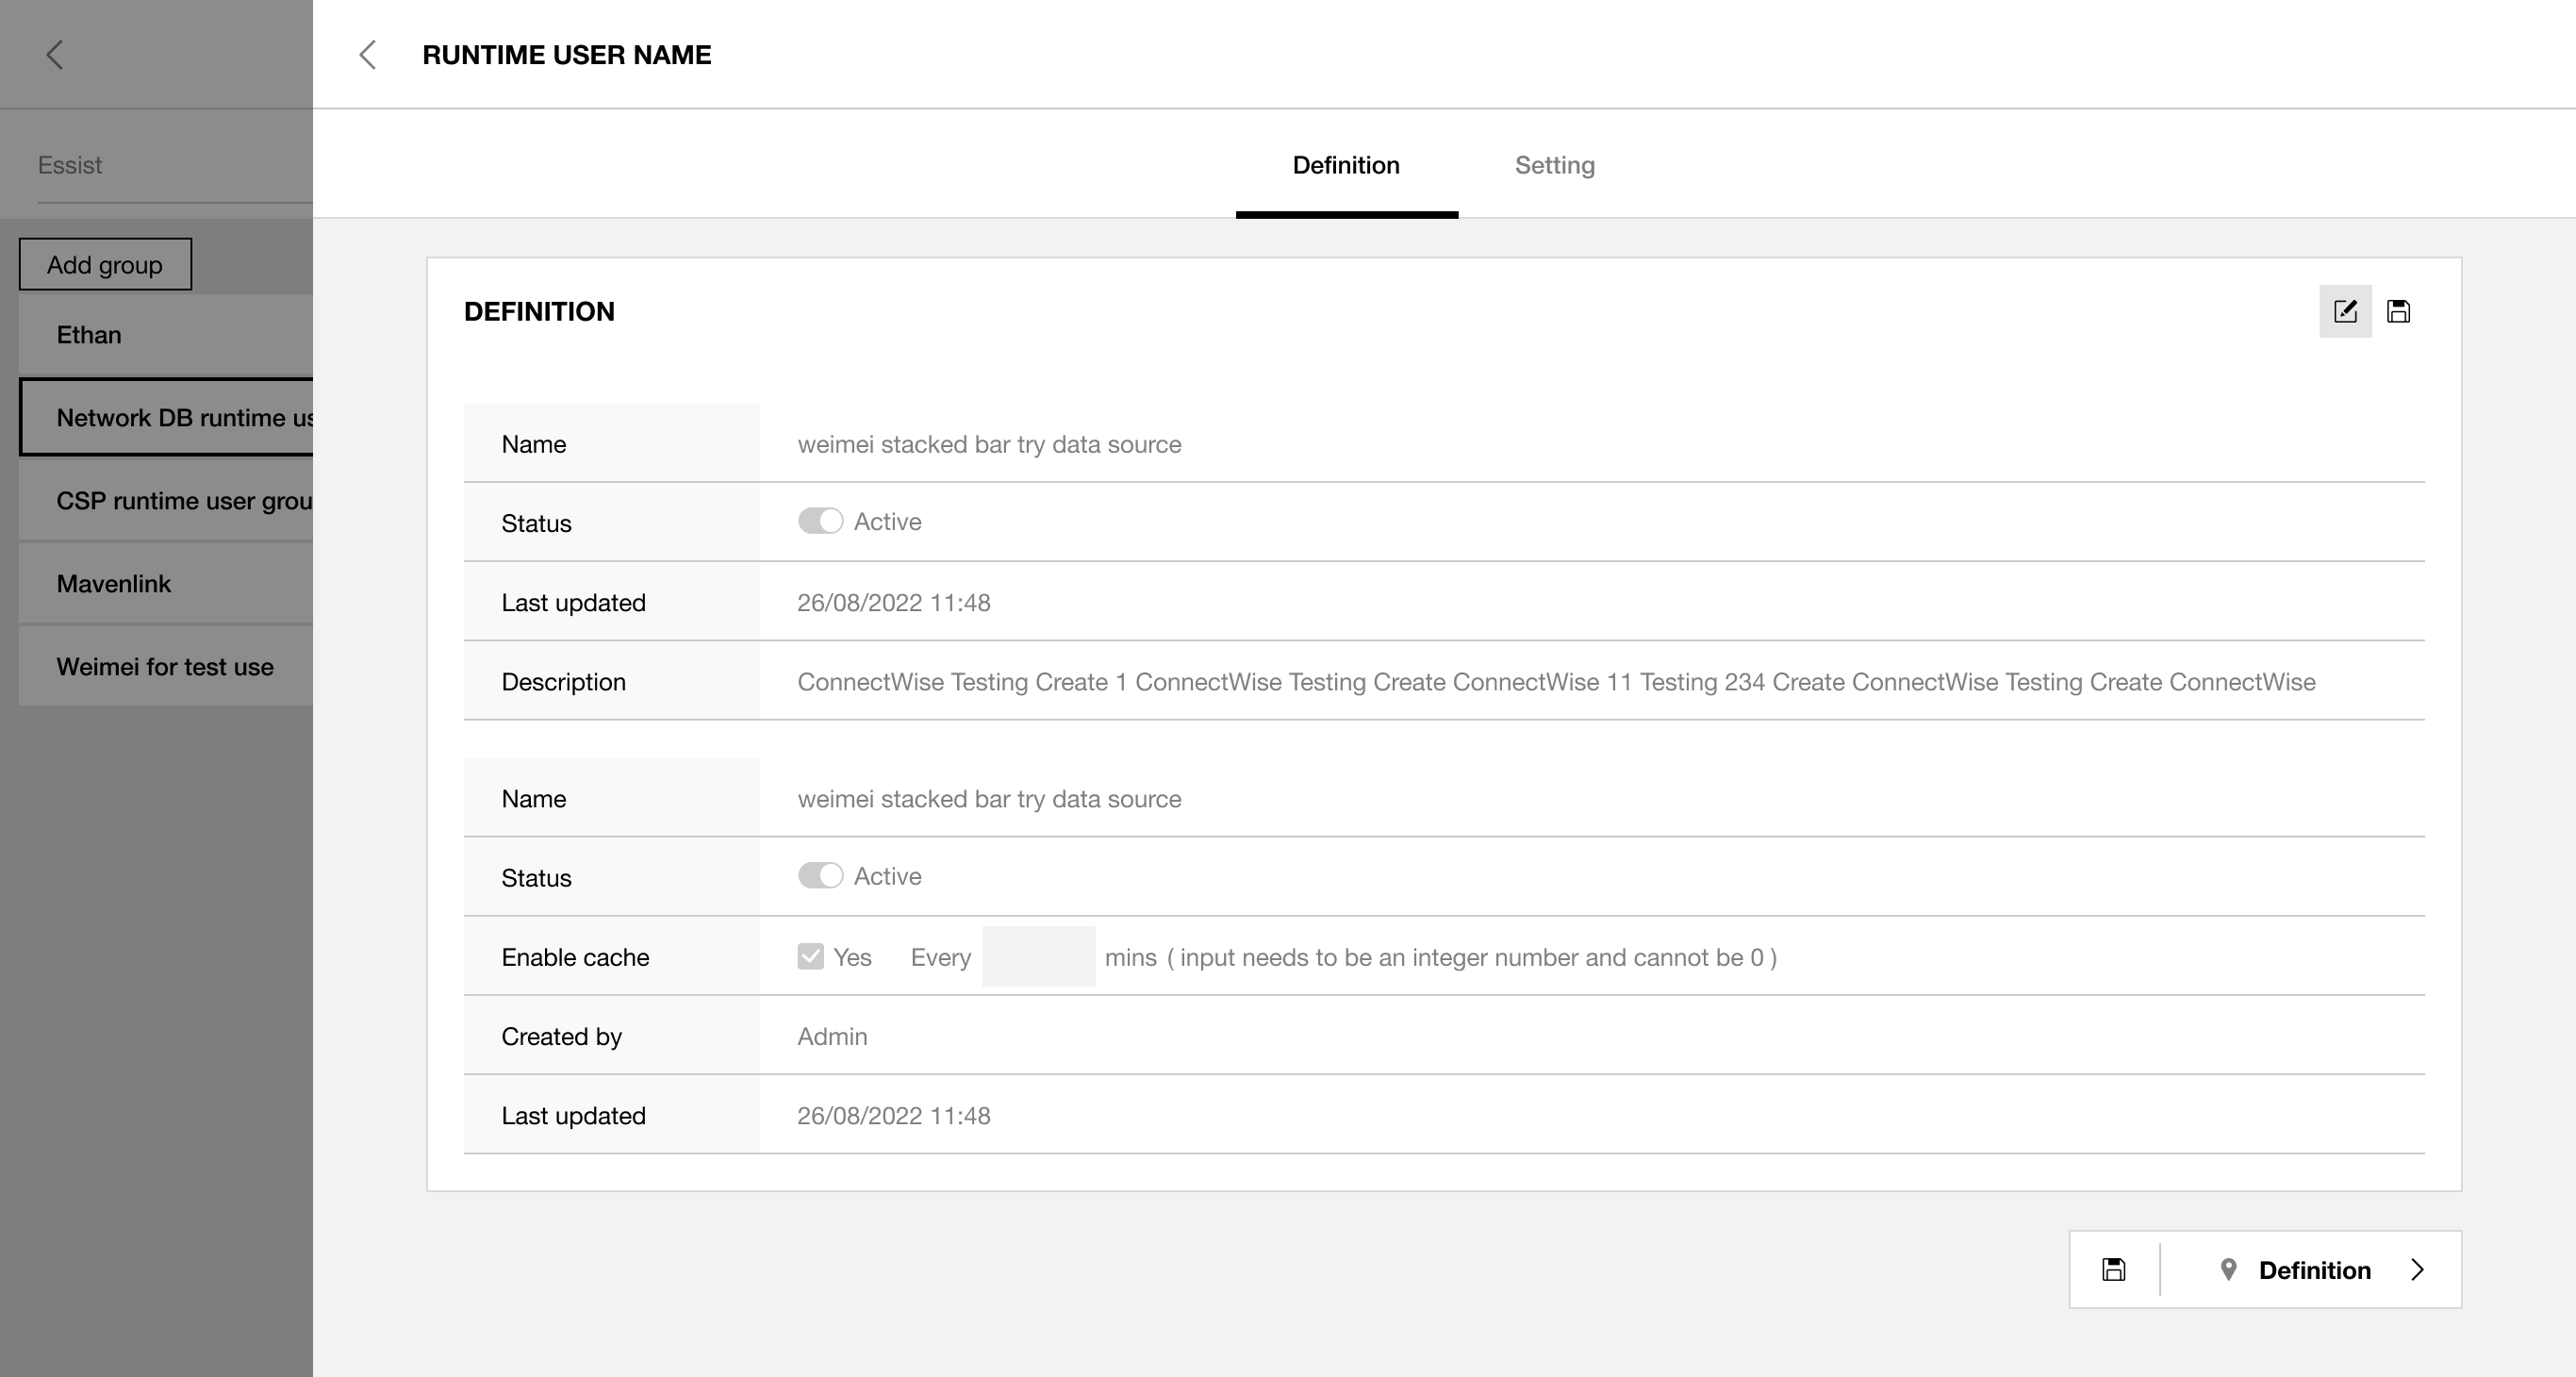 RUNTIME USER NAME
Essist
Definition
Setting
Add group
Ethan
Network DB runtime us
CSP runtime user grou
Mavenlink
Weimei for test use
DEFINITION
Name weimei stacked bar try data source
Status Active
Last updated 26/08/2022 11:48
Description ConnectWise Testing Create 1 ConnectWise Testing Create ConnectWise 11 Testing 234 Create ConnectWise Testing Create ConnectWise
Name weimei stacked bar try data source
Status Active
Enable cache Yes Every mins ( input needs to be an integer number and cannot be 0 )
Created by Admin
Last updated 26/08/2022 11:48
Definition